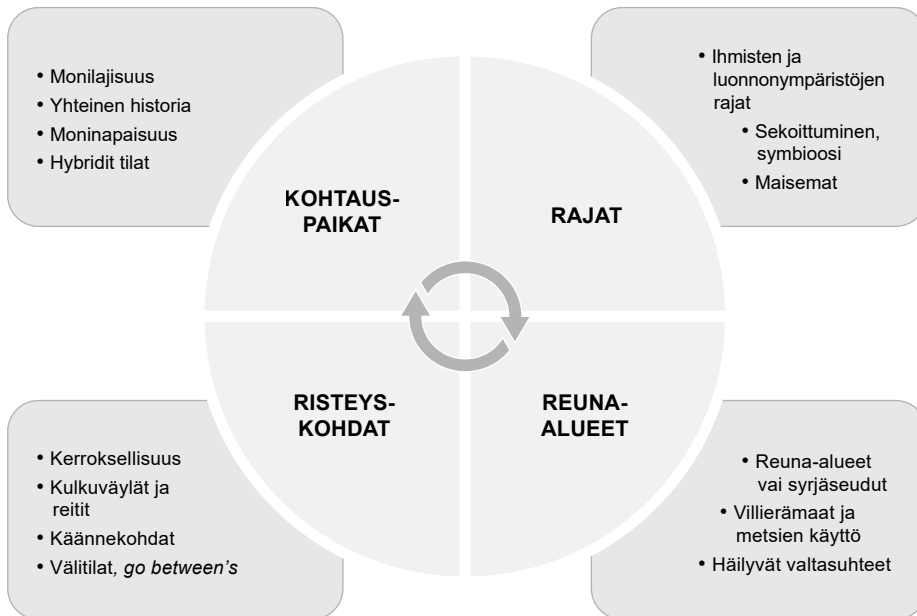 • Monilajisuus
• Yhteinen historia
• Moninapaisuus
• Hybridit tilat
• Ihmisten ja
luonnonympäristöjen
rajat
• Sekoittuminen,
symbioosi
• Maisemat
KOHTAUS-
PAIKAT
RAJAT
RISTEYS-
KOHDAT
REUNA-
ALUEET
• Kerroksellisuus
• Kulkuväylät ja
reitit
• Käännekohdat
• Välitilat, go between's
• Reuna-alueet
vai syrjäseudut
• Villierämaat ja
metsien käyttö
• Häilyvät valtasuhteet